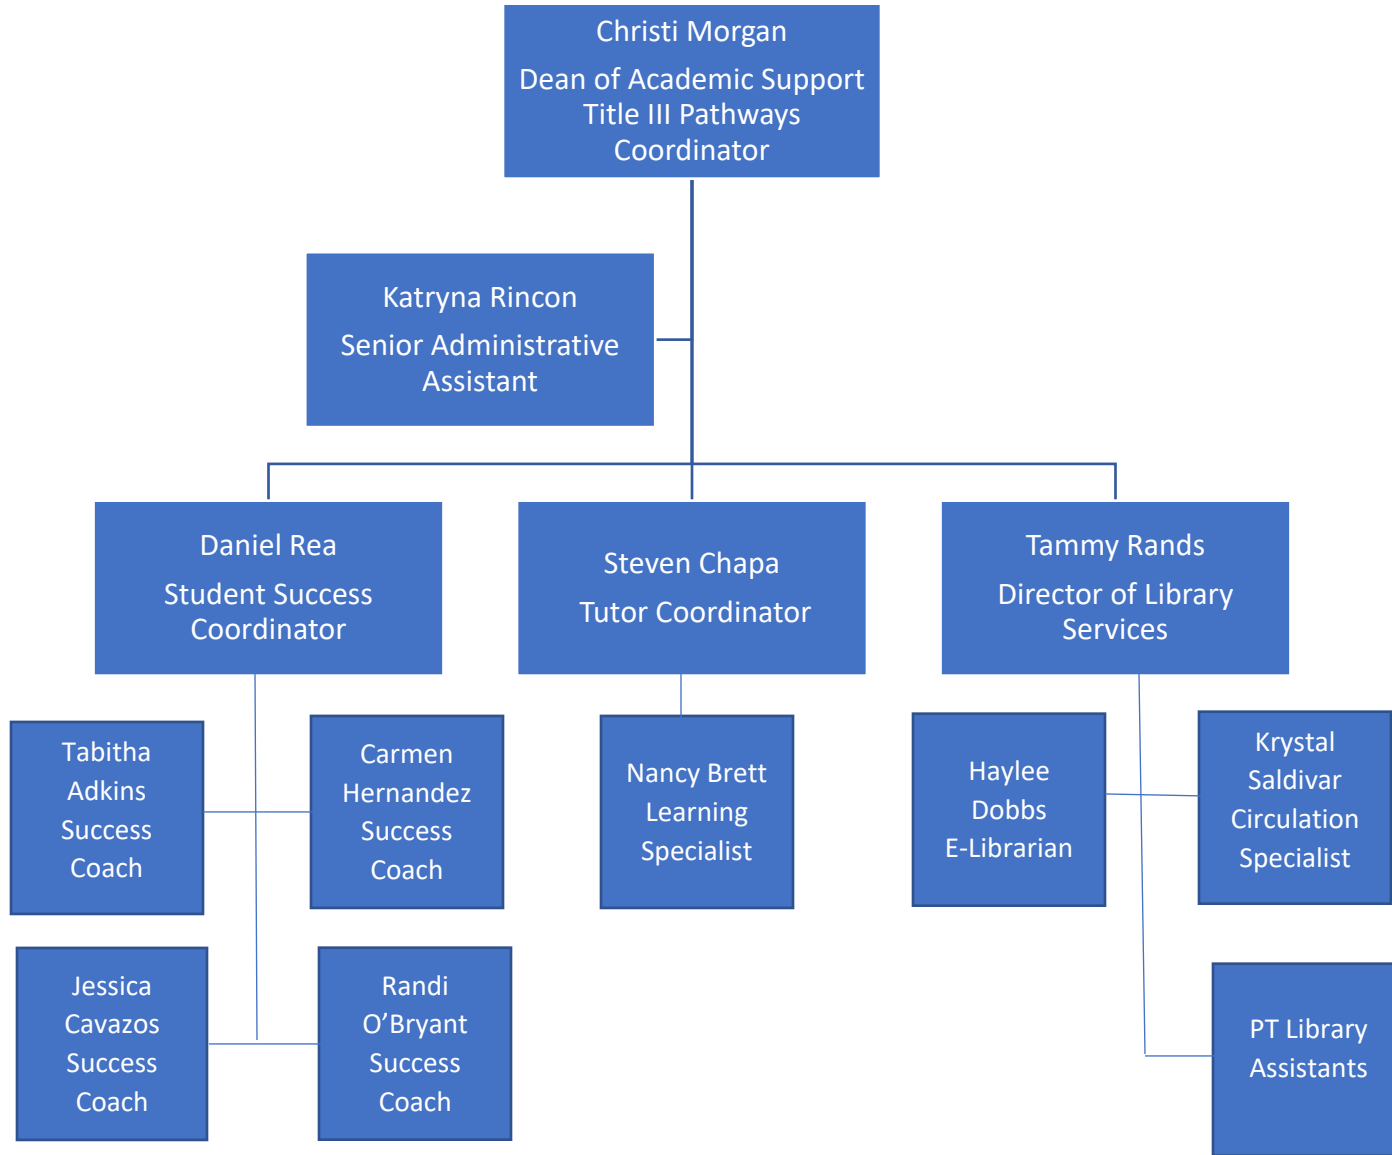 Christi Morgan
Dean of Academic Support
Title III Pathways
Coordinator
Katryna Rincon
Senior Administrative
Assistant
Daniel Rea
Student Success
Coordinator
Steven Chapa
Tutor Coordinator
Tammy Rands
Director of Library
Services
Tabitha
Adkins
Success
Coach
Carmen
Hernandez
Success
Coach
Nancy Brett
Learning
Specialist
Haylee
Dobbs
E-Librarian
Krystal
Saldivar
Circulation
Specialist
Jessica
Cavazos
Success
Coach
Randi
O’Bryant
Success
Coach
PT Library
Assistants